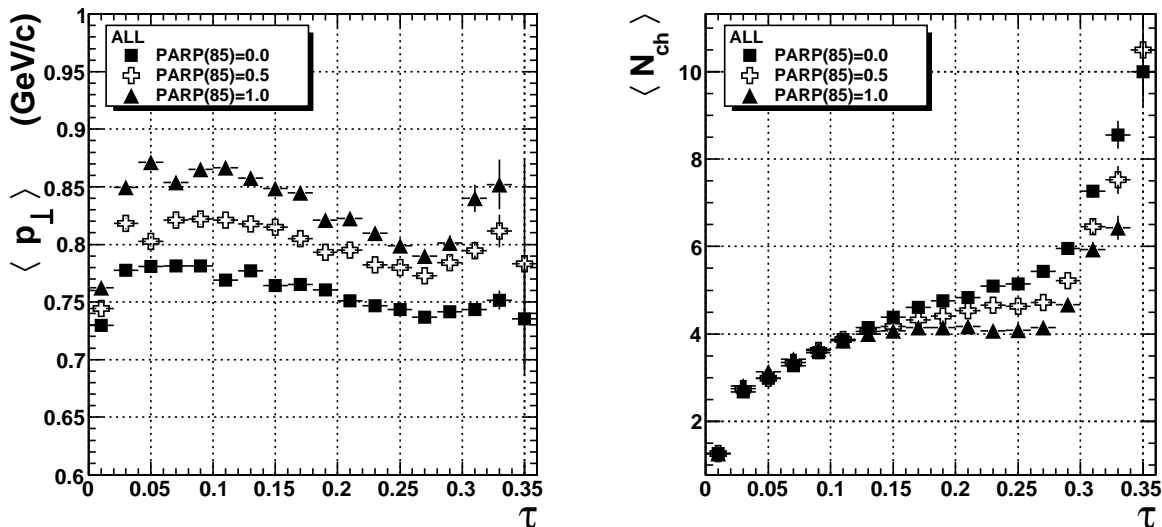 ⟨ p⊥ ⟩ (GeV/c)
1
0.95
0.9
0.85
0.8
0.75
0.7
0.65
0.6
ALL
PARP(85)=0.0
PARP(85)=0.5
PARP(85)=1.0
0 0.05 0.1 0.15 0.2 0.25 0.3 0.35
τ
⟨ Nch ⟩
10
8
6
4
2
ALL
PARP(85)=0.0
PARP(85)=0.5
PARP(85)=1.0
0 0.05 0.1 0.15 0.2 0.25 0.3 0.35
τ